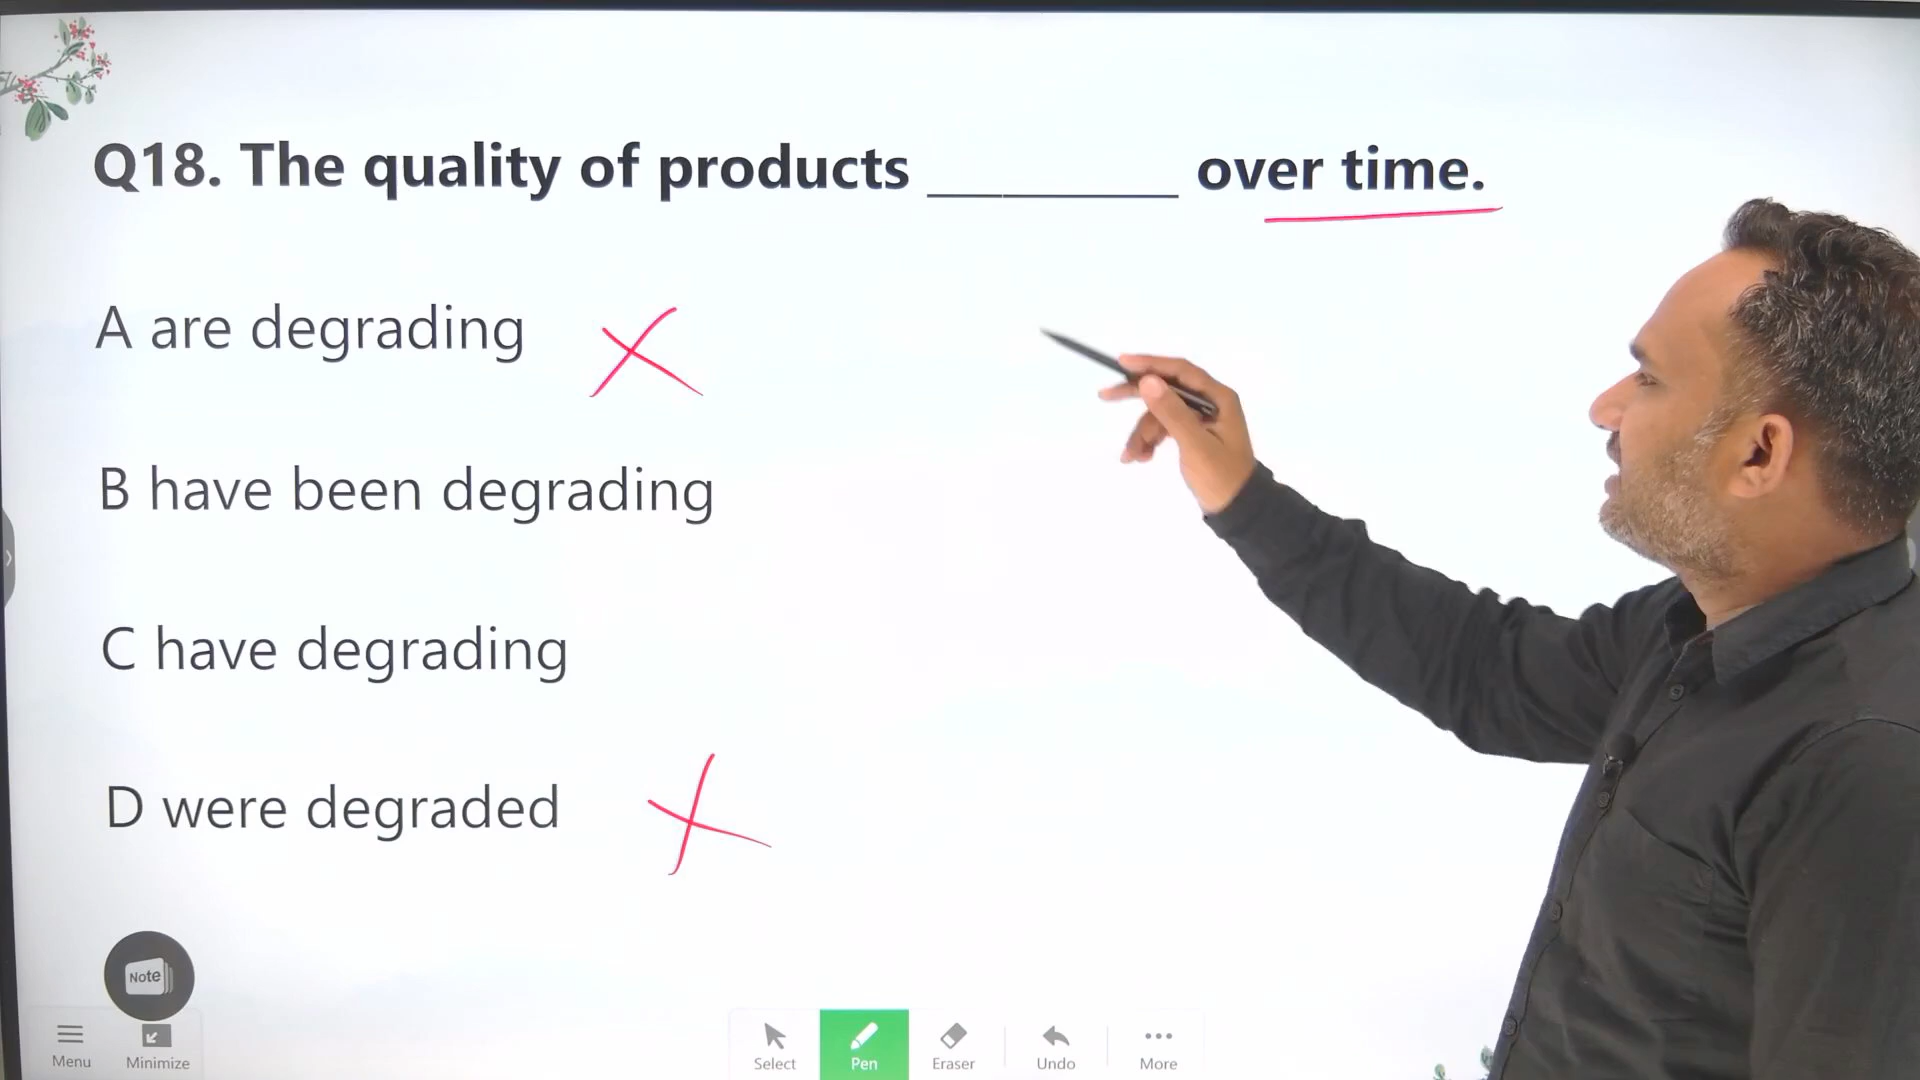 Q18. The quality of products ________ over time.
A are degrading
B have been degrading
C have degrading
D were degraded
Note
Menu Minimize Select Pen Eraser Undo More